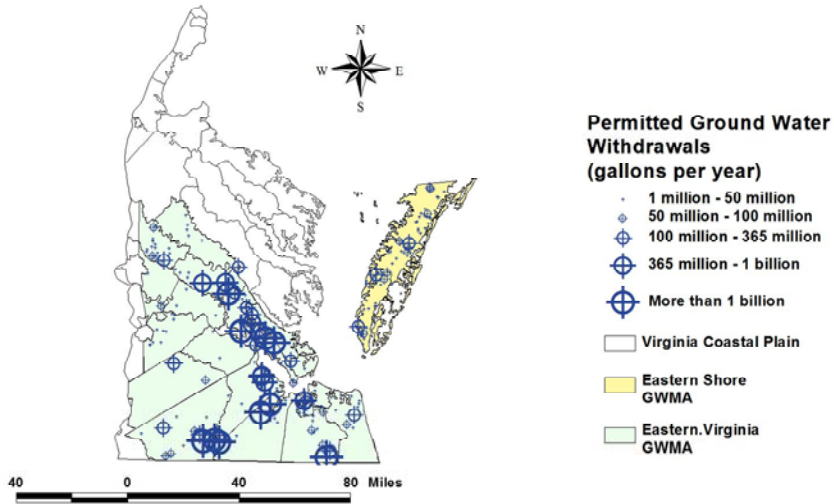 N
W E
S
Permitted Ground Water
Withdrawals
(gallons per year)
1 million - 50 million
50 million - 100 million
100 million - 365 million
365 million - 1 billion
More than 1 billion
Virginia Coastal Plain
Eastern Shore
GWMA
Eastern.Virginia
GWMA
40 0 40 80 Miles